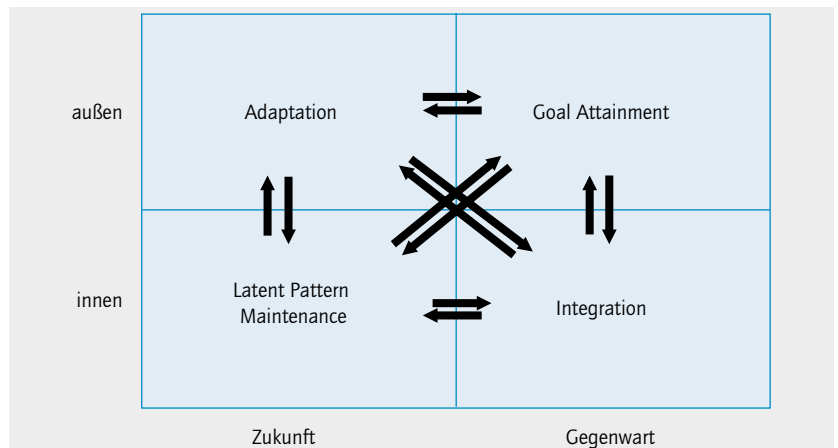 außen
Adaptation
Goal Attainment
innen
Latent Pattern
Maintenance
Integration
Zukunft
Gegenwart